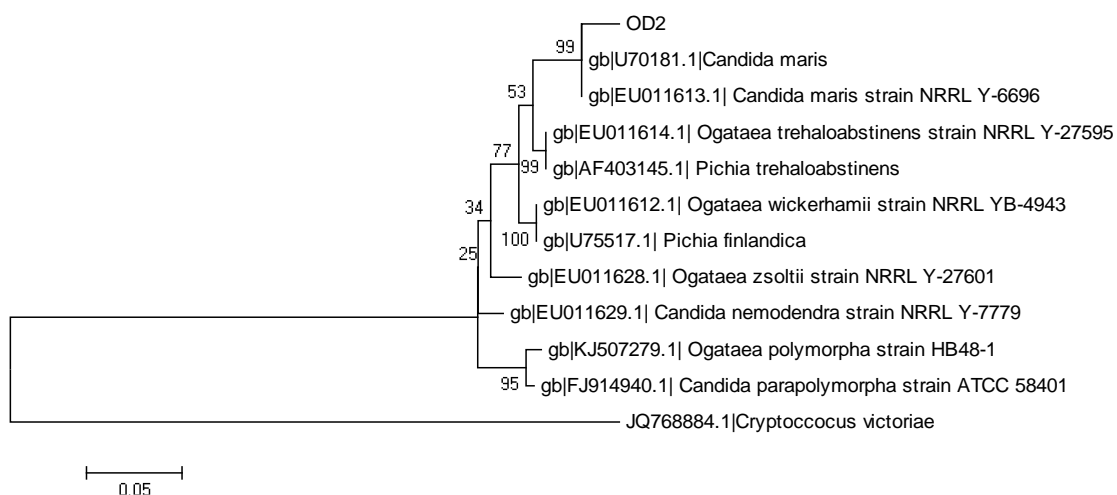 OD2
99
gb|U70181.1|Candida maris
gb|EU011613.1| Candida maris strain NRRL Y-6696
53
gb|EU011614.1| Ogataea trehaloabstinens strain NRRL Y-27595
77
99
gb|AF403145.1| Pichia trehaloabstinens
gb|EU011612.1| Ogataea wickerhamii strain NRRL YB-4943
34
100
gb|U75517.1| Pichia finlandica
25
gb|EU011628.1| Ogataea zsoltii strain NRRL Y-27601
gb|EU011629.1| Candida nemodendra strain NRRL Y-7779
gb|KJ507279.1| Ogataea polymorpha strain HB48-1
95
gb|FJ914940.1| Candida parapolymorpha strain ATCC 58401
JQ768884.1|Cryptoccocus victoriae
0.05